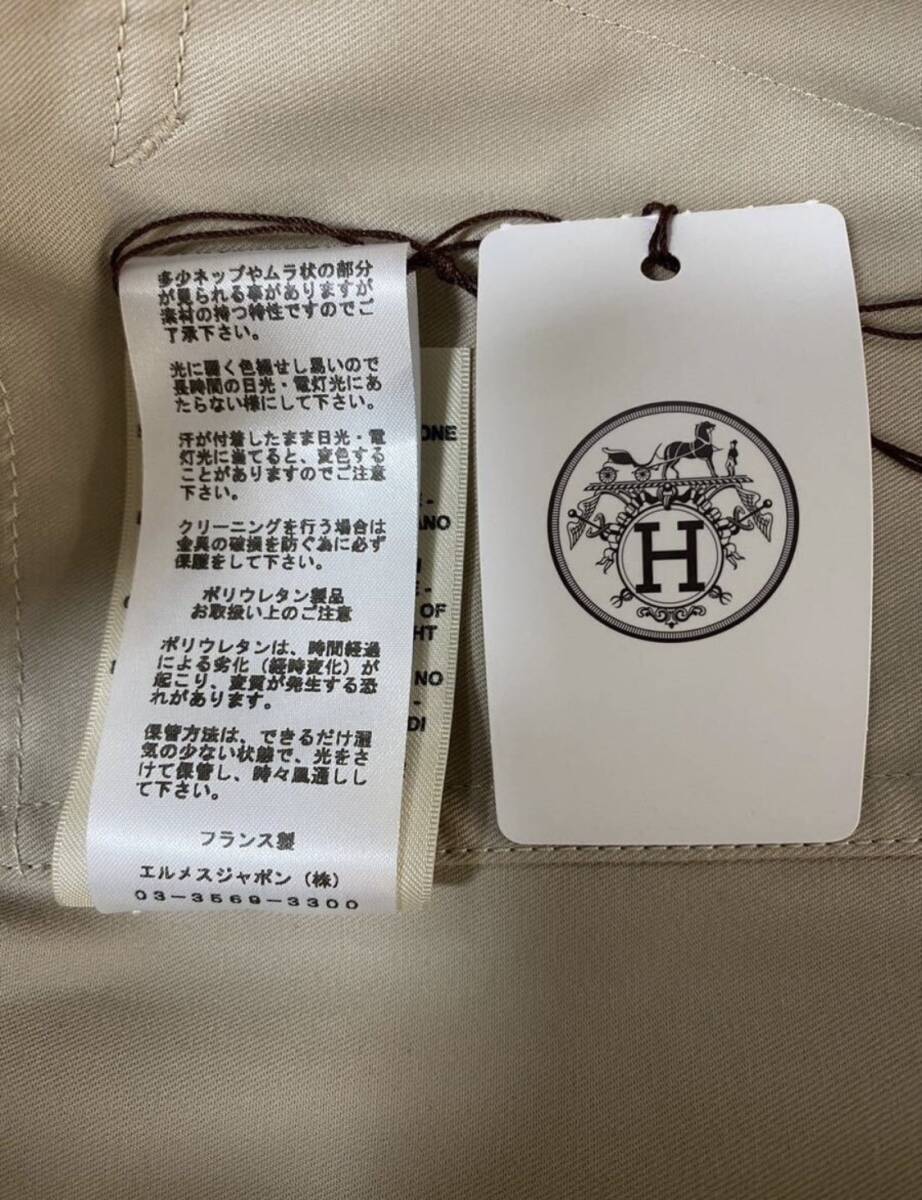 多少ネップやムラ状の部分
が見られる事がありますが
素材の持つ特性ですのでご
了承下さい。
光に弱く色褪せし易いので
長時間の日光・電灯光にあ
たらない様にして下さい。
汗が付着したまま日光・電
灯光に当てると、変色する
ことがありますのでご注意
下さい。
クリーニングを行う場合は
金具の破損を防ぐ為に必ず
保護をして下さい。
ポリウレタン製品
お取扱い上のご注意
ポリウレタンは、時間経過
による劣化（経時変化）が
起こり、変質が発生する恐
れがあります。
保管方法は、できるだけ湿
気の少ない状態で、光をさ
けて保管し、時々風通しし
て下さい。
フランス製
エルメスジャポン（株）
03-3569-3300
ONE
ANO
OF
HT
NO
DI
H